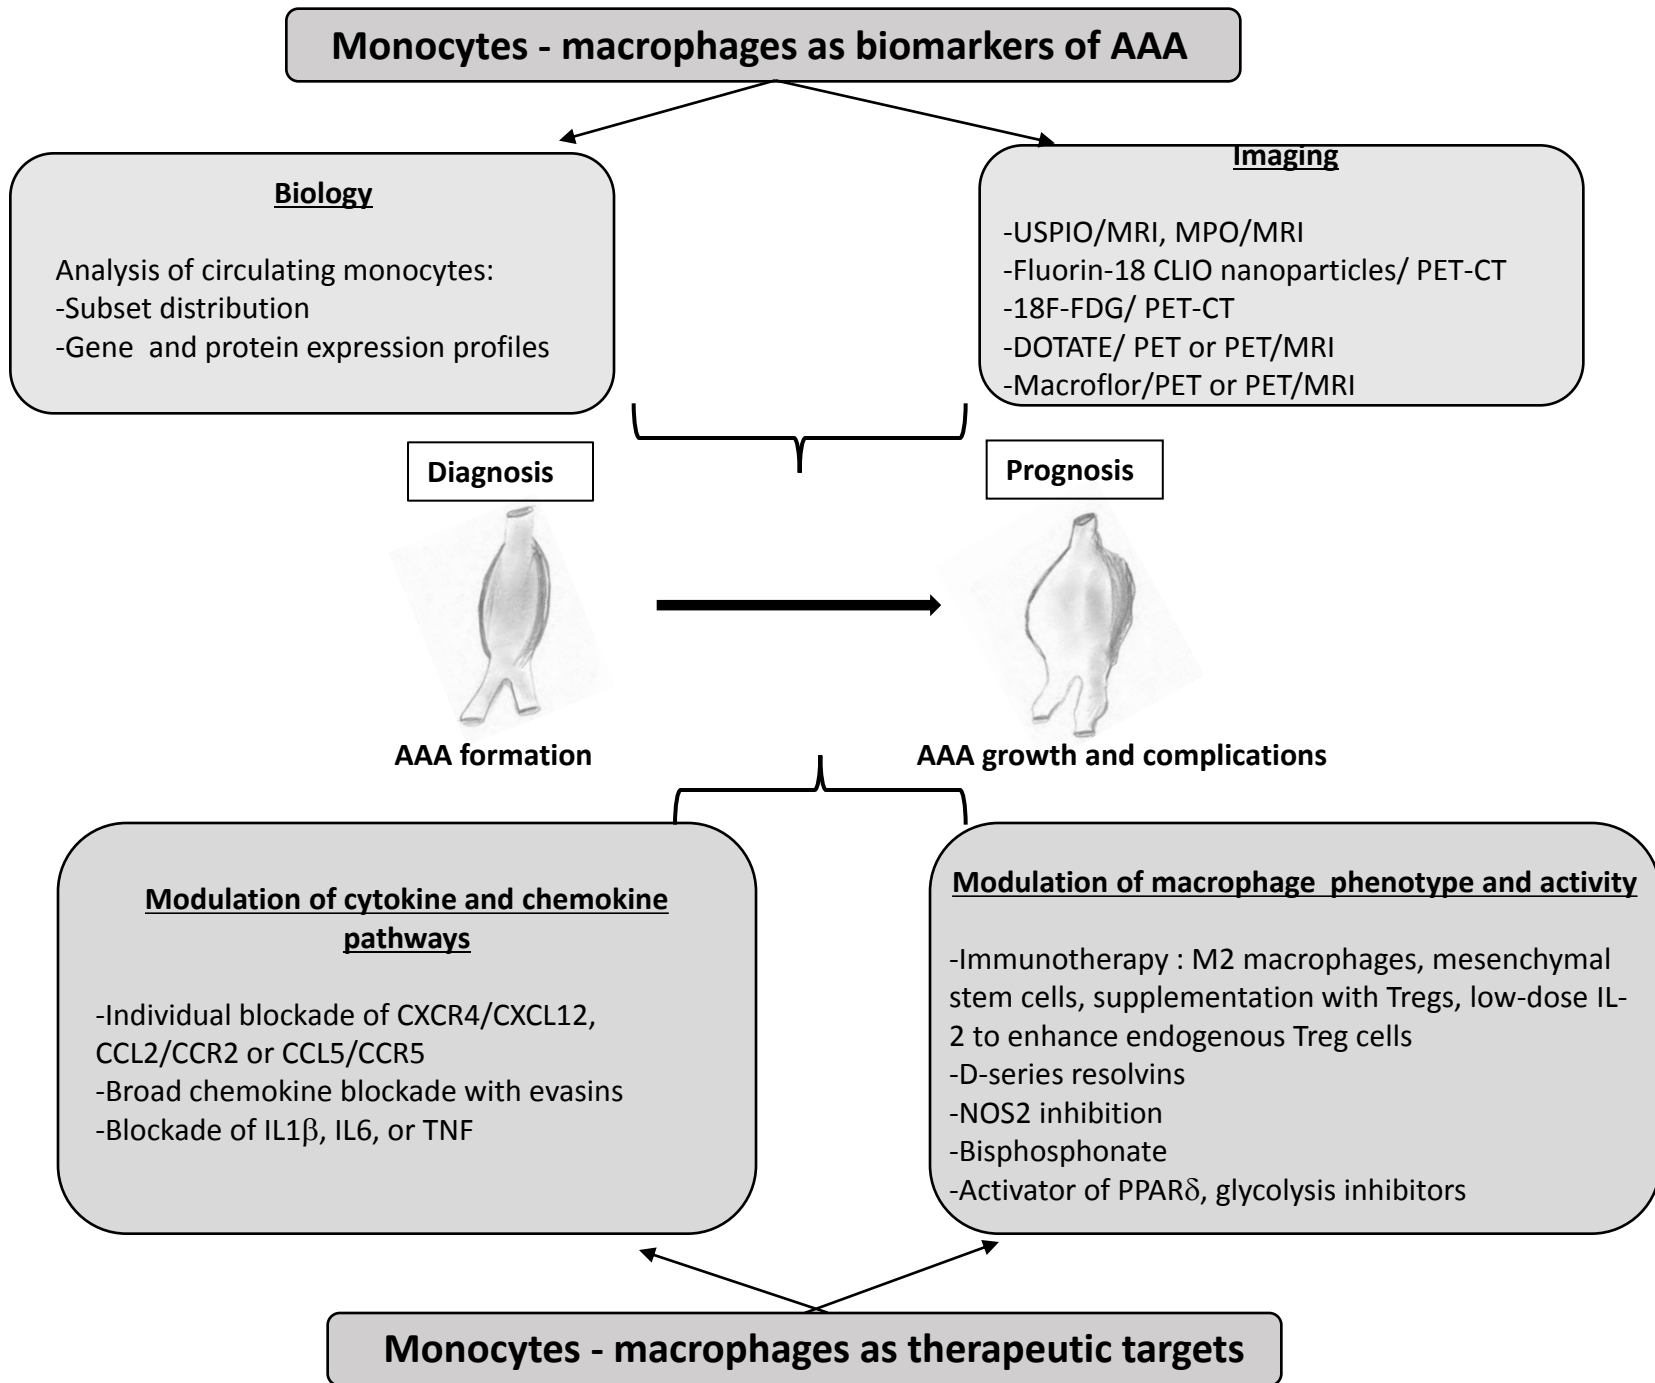 Monocytes - macrophages as biomarkers of AAA
Biology
Analysis of circulating monocytes:
-Subset distribution
-Gene  and protein expression profiles
Imaging
-USPIO/MRI, MPO/MRI
-Fluorin-18 CLIO nanoparticles/ PET-CT
-18F-FDG/ PET-CT
-DOTATE/ PET or PET/MRI
-Macroflor/PET or PET/MRI
Diagnosis
Prognosis
AAA formation
AAA growth and complications
Modulation of cytokine and chemokine
pathways
-Individual blockade of CXCR4/CXCL12,
CCL2/CCR2 or CCL5/CCR5
-Broad chemokine blockade with evasins
-Blockade of IL1β, IL6, or TNF
Modulation of macrophage  phenotype and activity
-Immunotherapy : M2 macrophages, mesenchymal
stem cells, supplementation with Tregs, low-dose IL-
2 to enhance endogenous Treg cells
-D-series resolvins
-NOS2 inhibition
-Bisphosphonate
-Activator of PPARδ, glycolysis inhibitors
Monocytes - macrophages as therapeutic targets